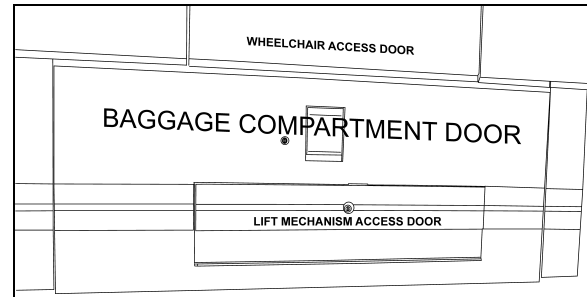 WHEELCHAIR ACCESS DOOR
BAGGAGE COMPARTMENT DOOR
LIFT MECHANISM ACCESS DOOR